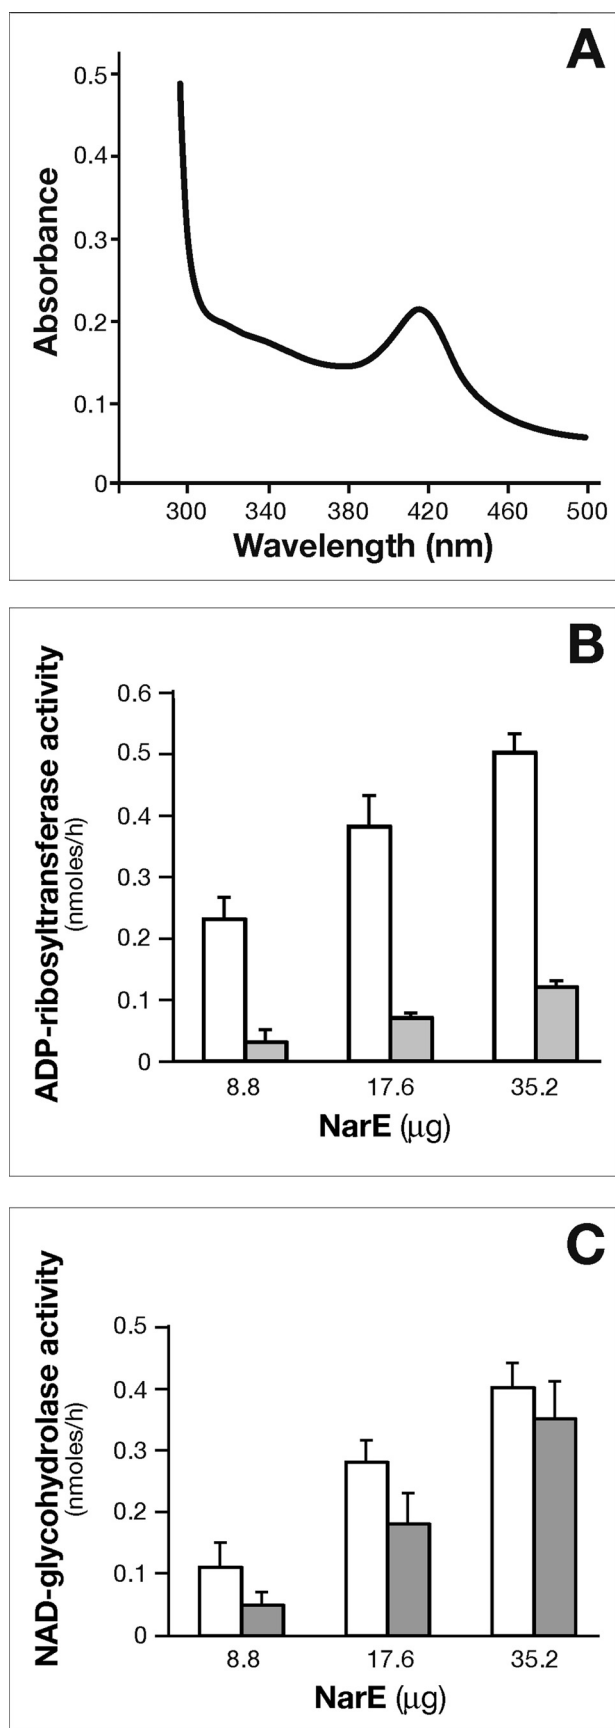 A
Absorbance
0.5
0.4
0.3
0.2
0.1
0
300 340 380 420 460 500
Wavelength (nm)
B
ADP-ribosyltransferase activity
(nmoles/h)
0.6
0.5
0.4
0.3
0.2
0.1
0
8.8 17.6 35.2
NarE (μg)
C
NAD-glycohydrolase activity
(nmoles/h)
0.5
0.4
0.3
0.2
0.1
0
8.8 17.6 35.2
NarE (μg)